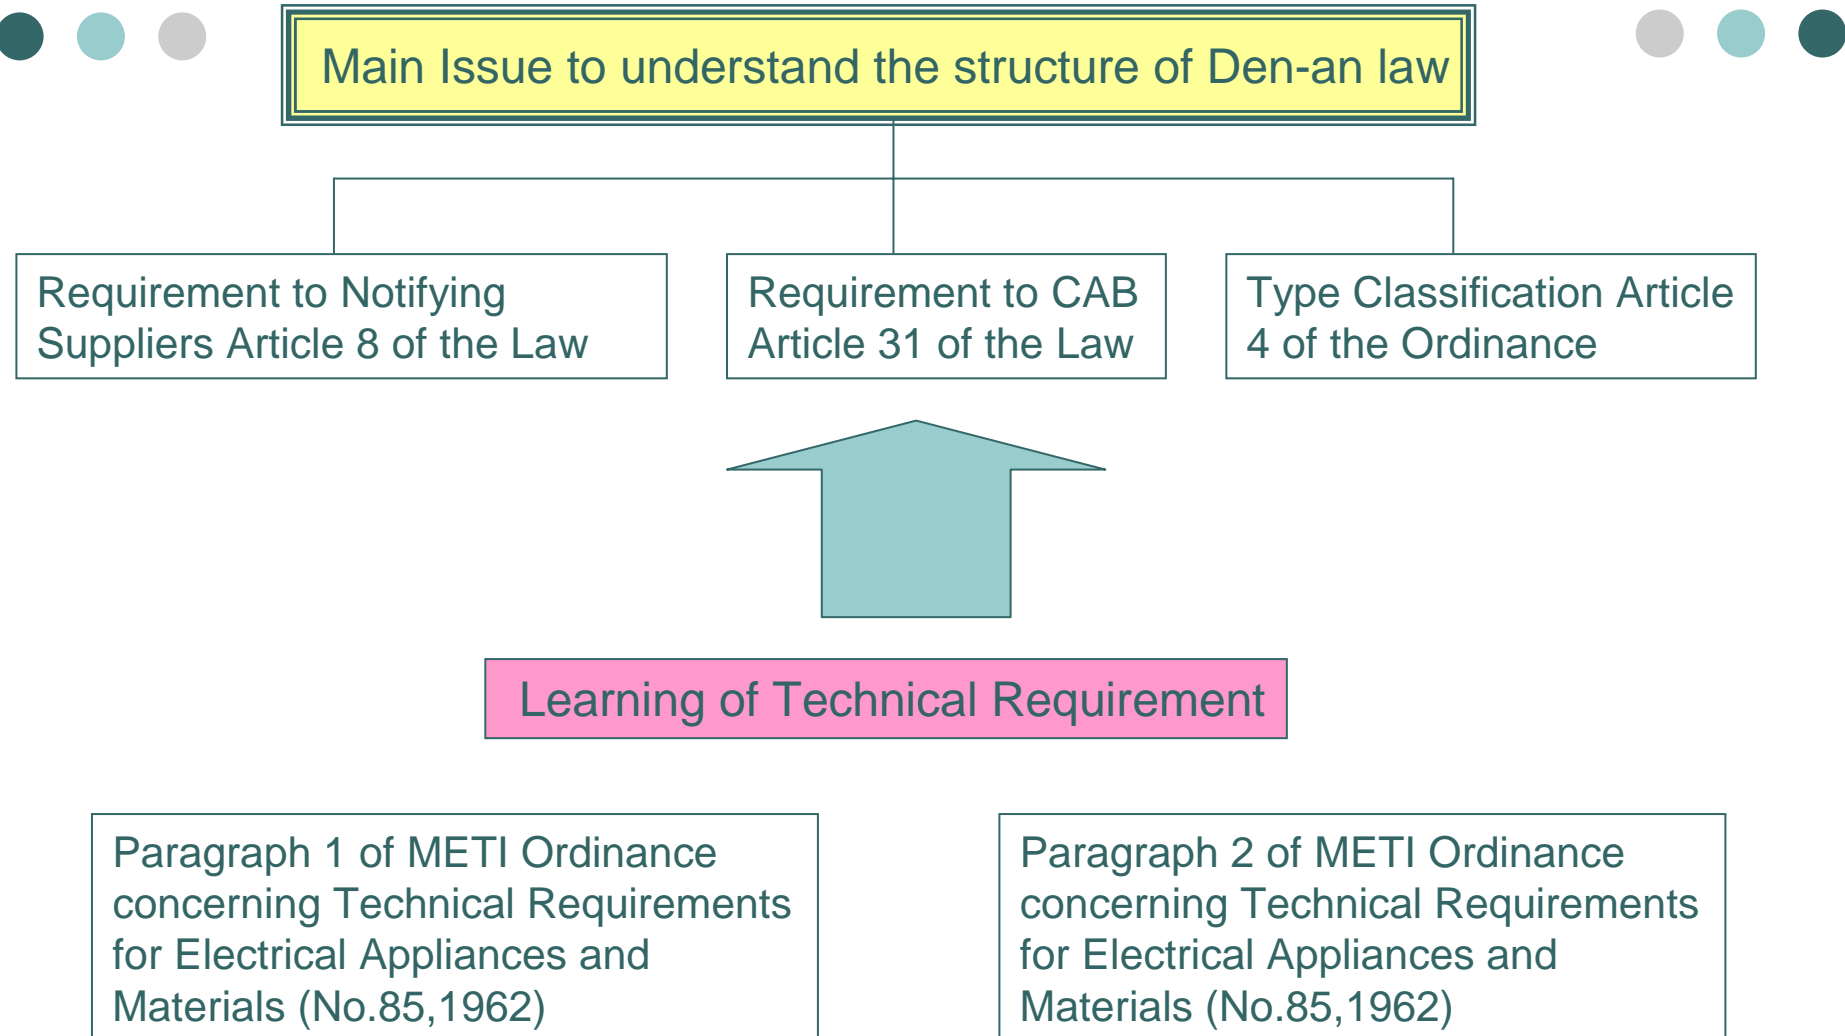 Main Issue to understand the structure of Den-an law
Requirement to Notifying
Suppliers Article 8 of the Law
Requirement to CAB
Article 31 of the Law
Type Classification Article
4 of the Ordinance
Learning of Technical Requirement
Paragraph 1 of METI Ordinance
concerning Technical Requirements
for Electrical Appliances and
Materials (No.85,1962)
Paragraph 2 of METI Ordinance
concerning Technical Requirements
for Electrical Appliances and
Materials (No.85,1962)